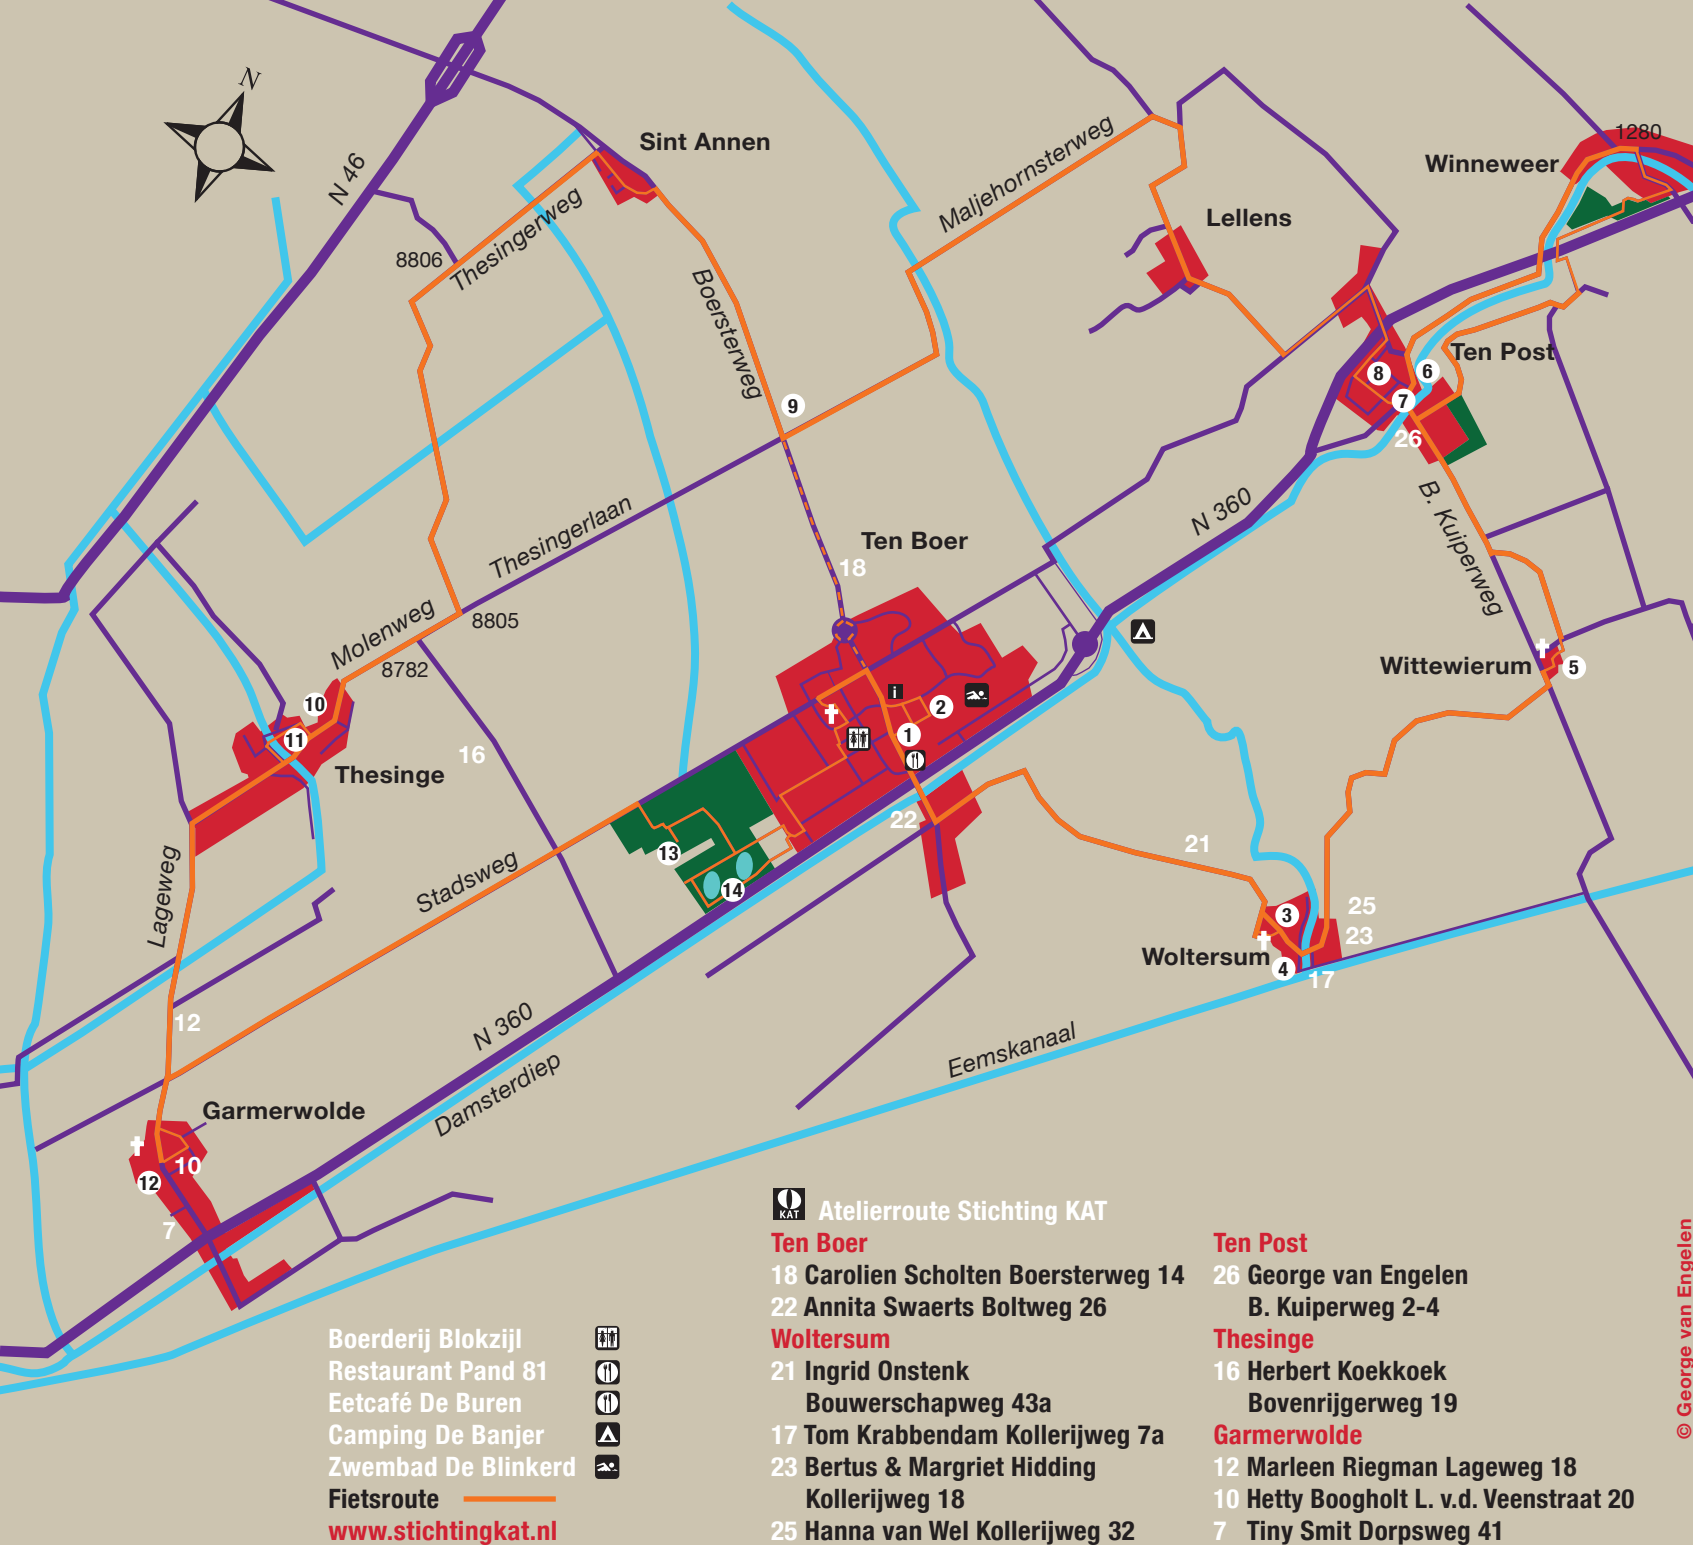 N
N 46
Sint Annen
1280
Winneweer
Maljehornsterweg
Lellens
8806
Thesingerweg
Boersterweg
Ten Post
8
6
7
26
9
N 360
B. Kuiperweg
Thesingerlaan
Ten Boer
18
Molenweg
8805
8782
Wittewierum
5
10
11
Thesinge
16
i
2
1
22
21
13
14
Stadsweg
Lageweg
3
25
23
Woltersum
4
17
12
N 360
Damsterdiep
Eemskanaal
Garmerwolde
10
12
7
KAT
Atelierroute Stichting KAT
Ten Boer
18 Carolien Scholten Boersterweg 14
22 Annita Swaerts Boltweg 26
Woltersum
21 Ingrid Onstenk
Bouwerschapweg 43a
17 Tom Krabbendam Kollerijweg 7a
23 Bertus & Margriet Hidding
Kollerijweg 18
25 Hanna van Wel Kollerijweg 32
Ten Post
26 George van Engelen
B. Kuiperweg 2-4
Thesinge
16 Herbert Koekkoek
Bovenrijgerweg 19
Garmerwolde
12 Marleen Riegman Lageweg 18
10 Hetty Boogholt L. v.d. Veenstraat 20
7 Tiny Smit Dorpsweg 41
Boerderij Blokzijl
Restaurant Pand 81
Eetcafé De Buren
Camping De Banjer
Zwembad De Blinkerd
Fietsroute
www.stichtingkat.nl
© George van Engelen